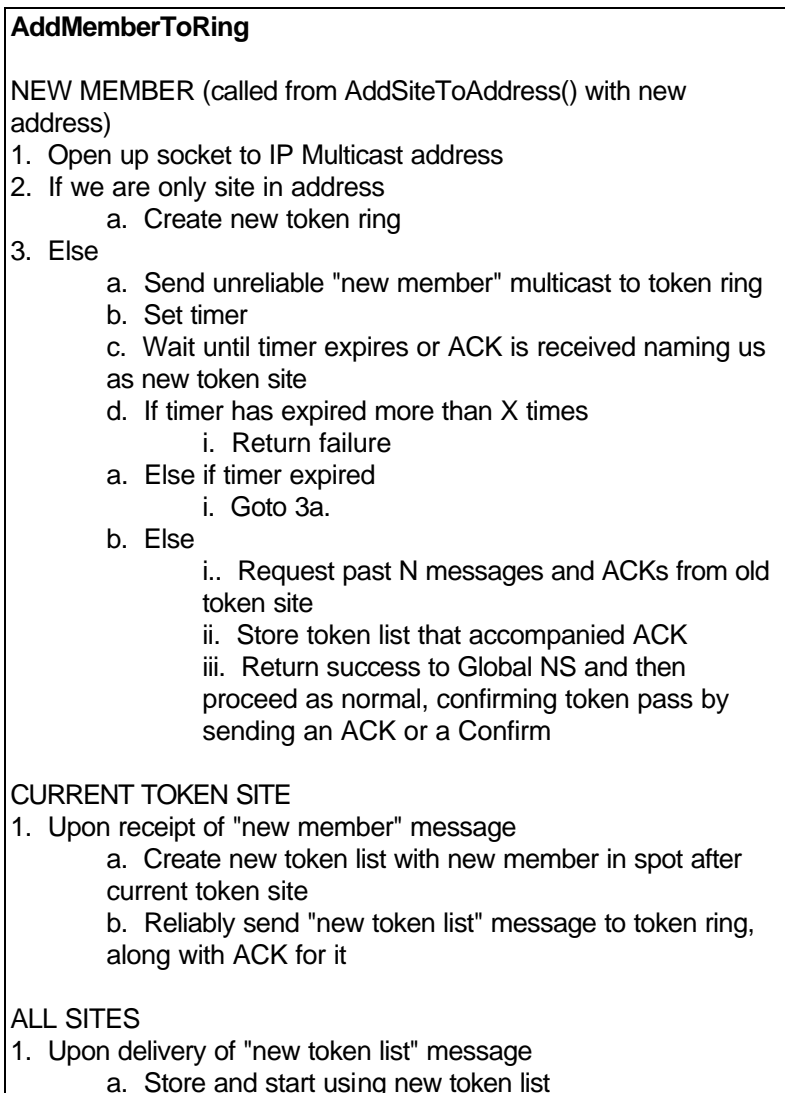 AddMemberToRing
NEW MEMBER (called from AddSiteToAddress() with new
address)
1. Open up socket to IP Multicast address
2. If we are only site in address
a. Create new token ring
3. Else
a. Send unreliable "new member" multicast to token ring
b. Set timer
c. Wait until timer expires or ACK is received naming us
as new token site
d. If timer has expired more than X times
i. Return failure
a. Else if timer expired
i. Goto 3a.
b. Else
i.. Request past N messages and ACKs from old
token site
ii. Store token list that accompanied ACK
iii. Return success to Global NS and then
proceed as normal, confirming token pass by
sending an ACK or a Confirm
CURRENT TOKEN SITE
1. Upon receipt of "new member" message
a. Create new token list with new member in spot after
current token site
b. Reliably send "new token list" message to token ring,
along with ACK for it
ALL SITES
1. Upon delivery of "new token list" message
a. Store and start using new token list